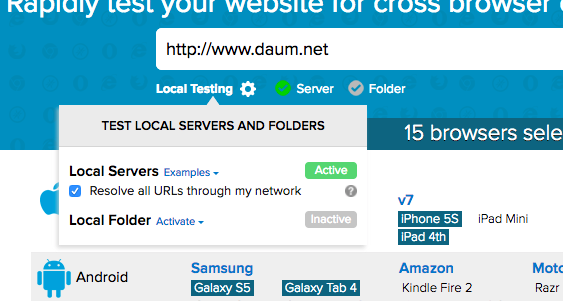 Rapidly test your website for cross browser
http://www.daum.net
Local Testing Server Folder
TEST LOCAL SERVERS AND FOLDERS
15 browsers sele
Local Servers Examples Active
Resolve all URLs through my network ?
Local Folder Activate Inactive
v7
iPhone 5S iPad Mini
iPad 4th
Android
Samsung Amazon Moto
Galaxy S5 Galaxy Tab 4 Kindle Fire 2 Razr